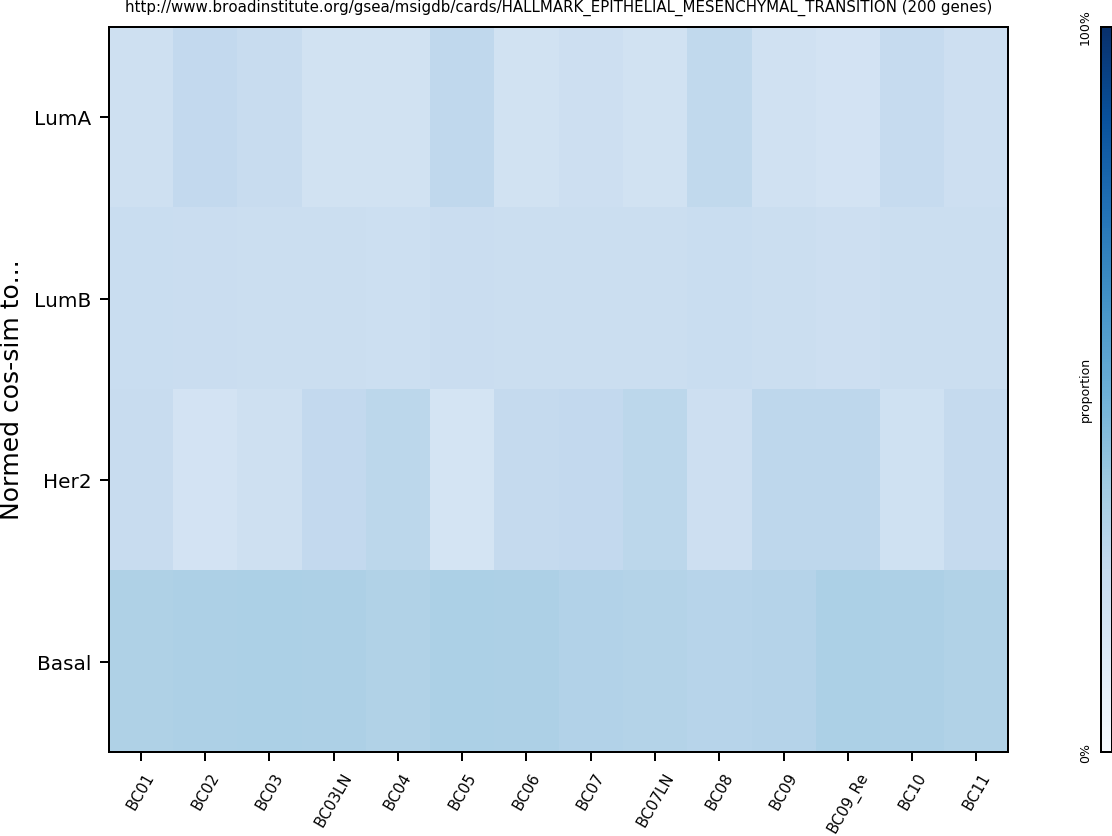 http://www.broadinstitute.org/gsea/msigdb/cards/HALLMARK_EPITHELIAL_MESENCHYMAL_TRANSITION (200 genes)
Normed cos-sim to...
LumA
LumB
Her2
Basal
BC01
BC02
BC03
BC03LN
BC04
BC05
BC06
BC07
BC07LN
BC08
BC09
BC09_Re
BC10
BC11
100%
proportion
0%